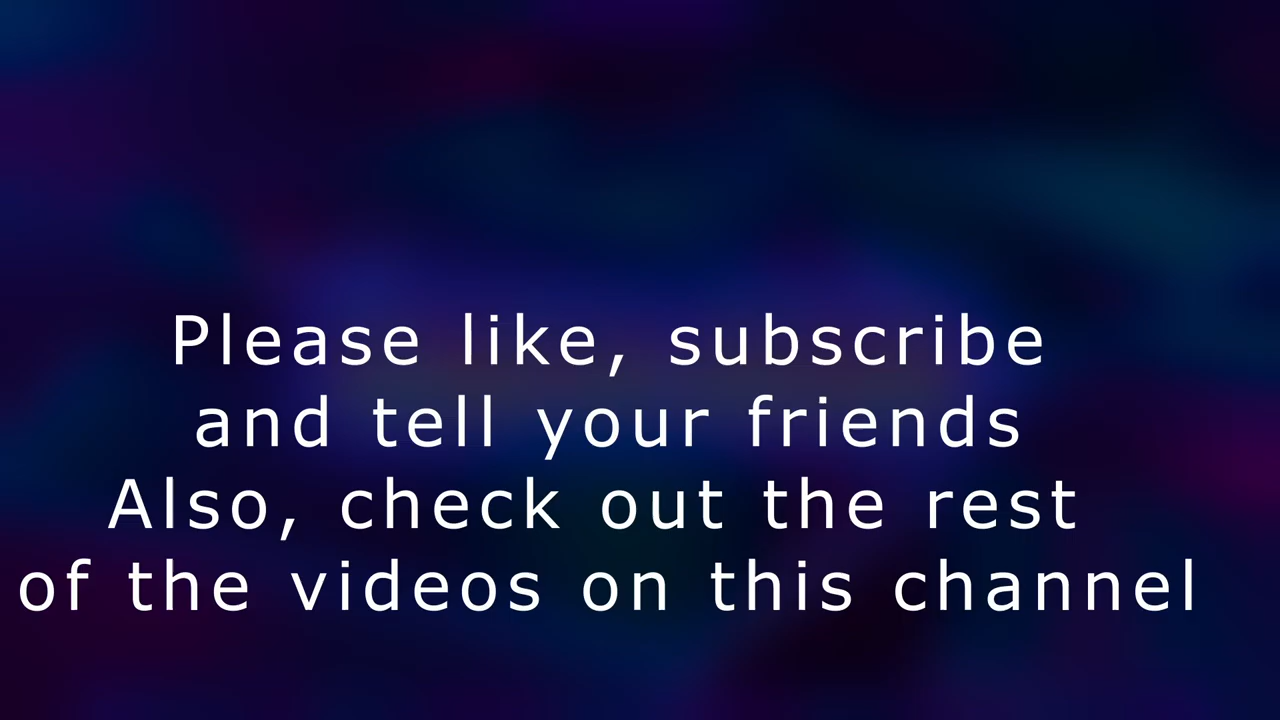 Please like, subscribe
and tell your friends
Also, check out the rest
of the videos on this channel